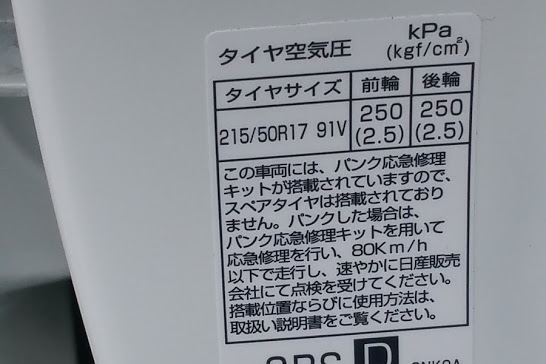 タイヤ空気圧 kPa
(kgf/cm²)
タイヤサイズ 前輪 後輪
215/50R17 91V 250 (2.5) 250 (2.5)
この車両には、パンク応急修理
キットが搭載されていますので、
スペアタイヤは搭載されており
ません。パンクした場合は、
パンク応急修理キットを用いて
応急修理を行い、80Km/h
以下で走行し、速やかに日産販売
会社にて点検を受けてください。
搭載位置ならびに使用方法は、
取扱い説明書をご覧ください。
D